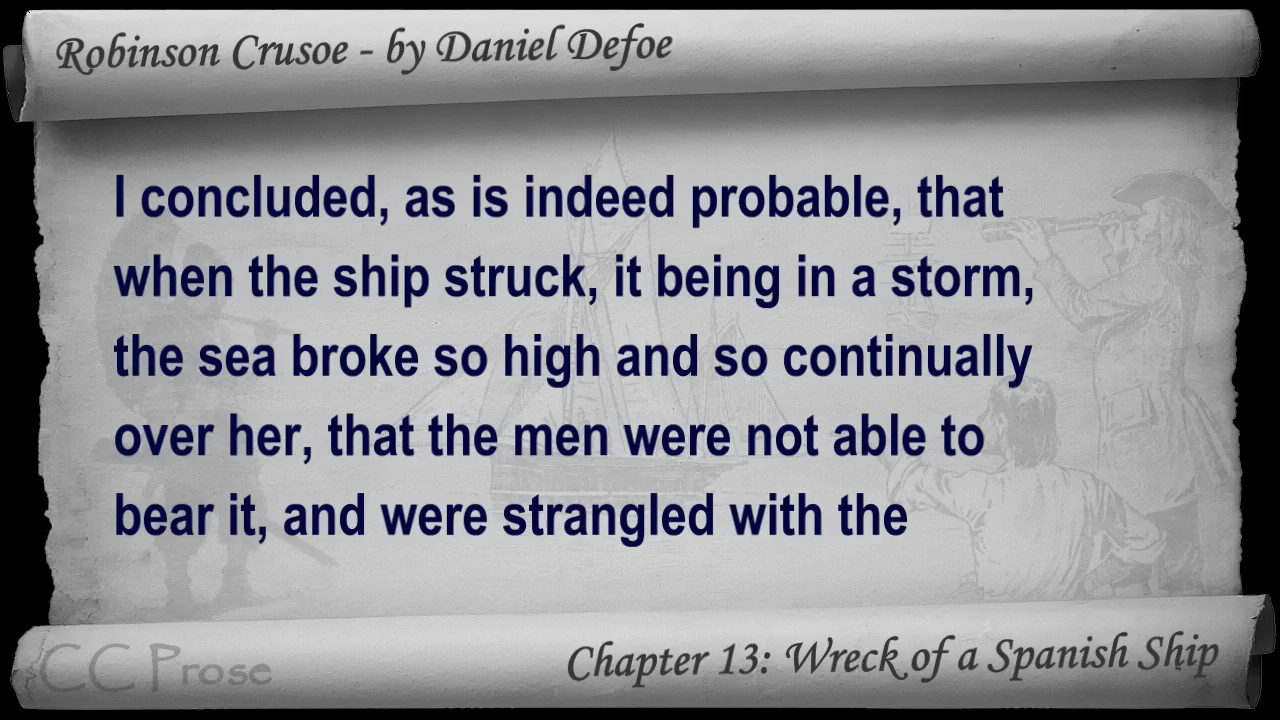 Robinson Crusoe - by Daniel Defoe
I concluded, as is indeed probable, that
when the ship struck, it being in a storm,
the sea broke so high and so continually
over her, that the men were not able to
bear it, and were strangled with the
CC Prose
Chapter 13: Wreck of a Spanish Ship